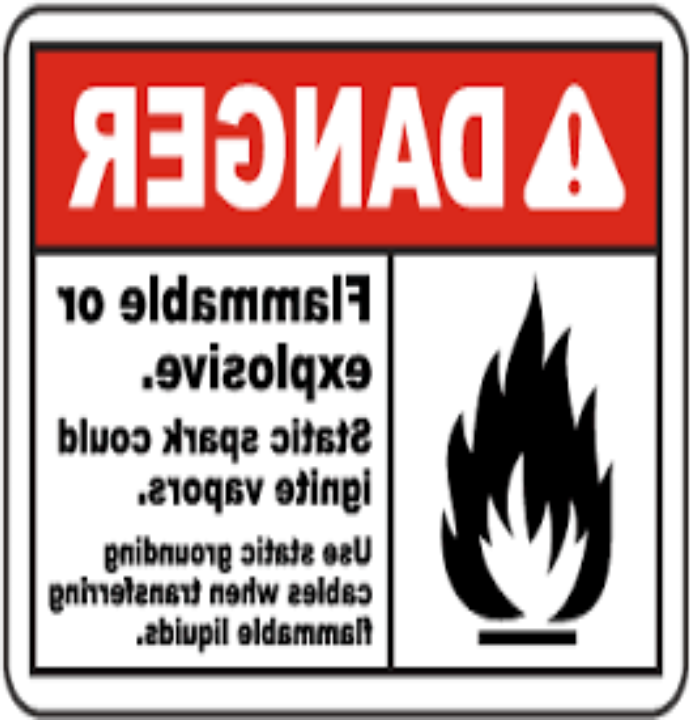 DANGER
Flammable or
explosive.
Static spark could
ignite vapors.
Use static grounding
cables when transferring
flammable liquids.